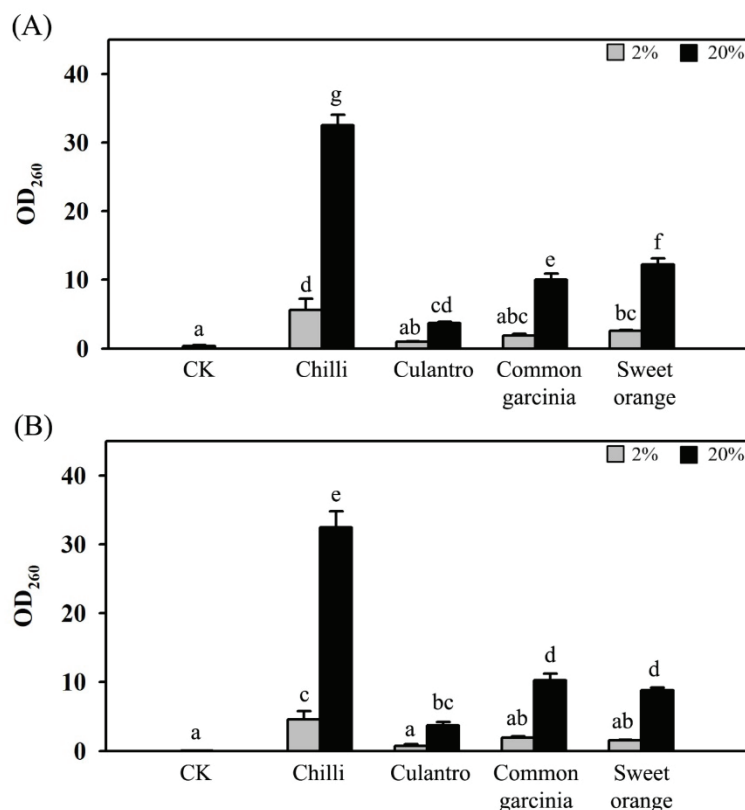 (A)
2% 20%
40
30
20
10
0
OD260
a
d
g
ab
cd
abc
e
bc
f
CK Chilli Culantro Common garcinia Sweet orange
(B)
2% 20%
40
30
20
10
0
OD260
a
c
e
a
bc
ab
d
ab
d
CK Chilli Culantro Common garcinia Sweet orange